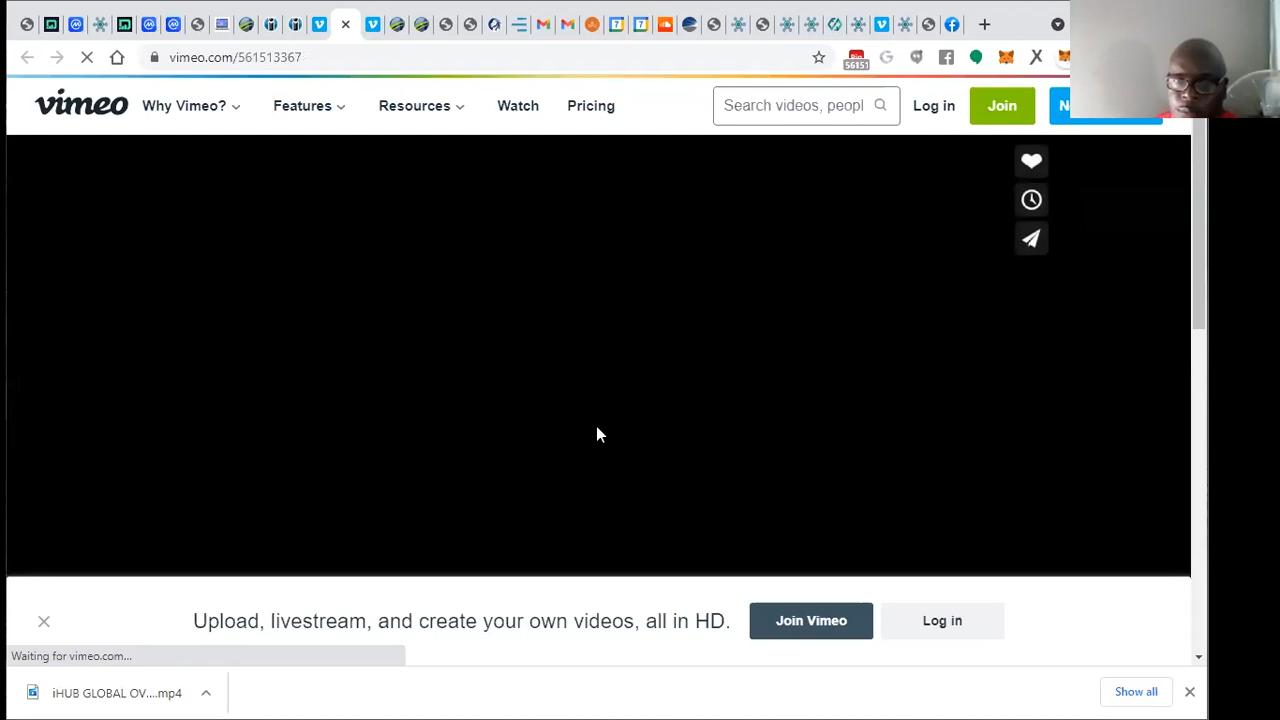 vimeo.com/561513367
56151
vimeo
Why Vimeo?
Features
Resources
Watch
Pricing
Search videos, peopl
Log in
Join
Upload, livestream, and create your own videos, all in HD.
Join Vimeo
Log in
Waiting for vimeo.com...
iHUB GLOBAL OV....mp4
Show all